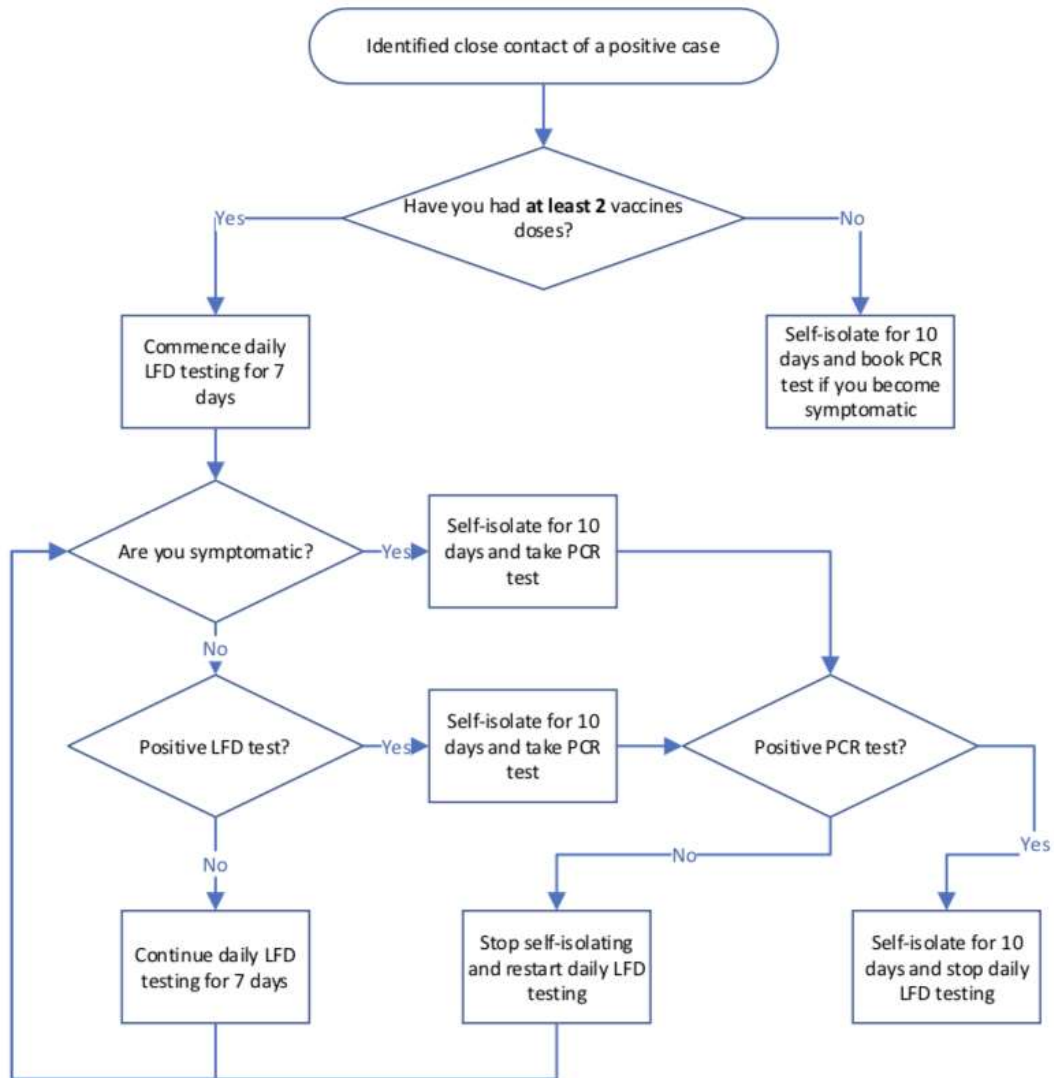 Identified close contact of a positive case
Have you had at least 2 vaccines
doses?
Yes
No
Commence daily
LFD testing for 7
days
Self-isolate for 10
days and book PCR
test if you become
symptomatic
Are you symptomatic?
Yes
Self-isolate for 10
days and take PCR
test
No
Positive LFD test?
Yes
Self-isolate for 10
days and take PCR
test
Positive PCR test?
No
No
Yes
Continue daily LFD
testing for 7 days
Stop self-isolating
and restart daily LFD
testing
Self-isolate for 10
days and stop daily
LFD testing